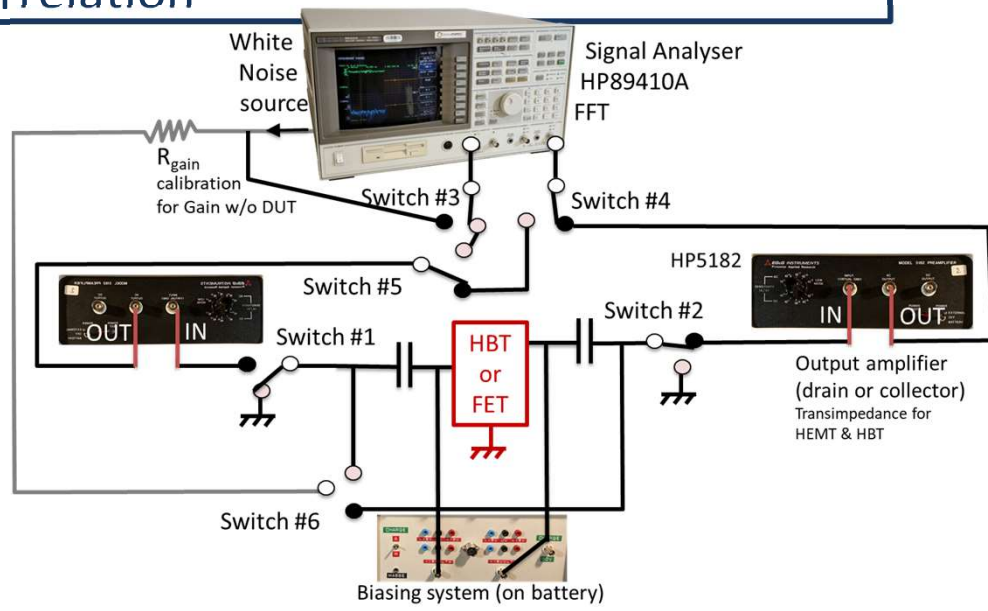 relation
White
Noise
source
Signal Analyser
HP89410A
FFT
Rgain
calibration
for Gain w/o DUT
Switch #3
Switch #4
HP5182
Switch #5
OUT
IN
Switch #1
HBT
or
FET
Switch #2
IN
OUT
Output amplifier
(drain or collector)
Transimpedance for
HEMT & HBT
Switch #6
Biasing system (on battery)